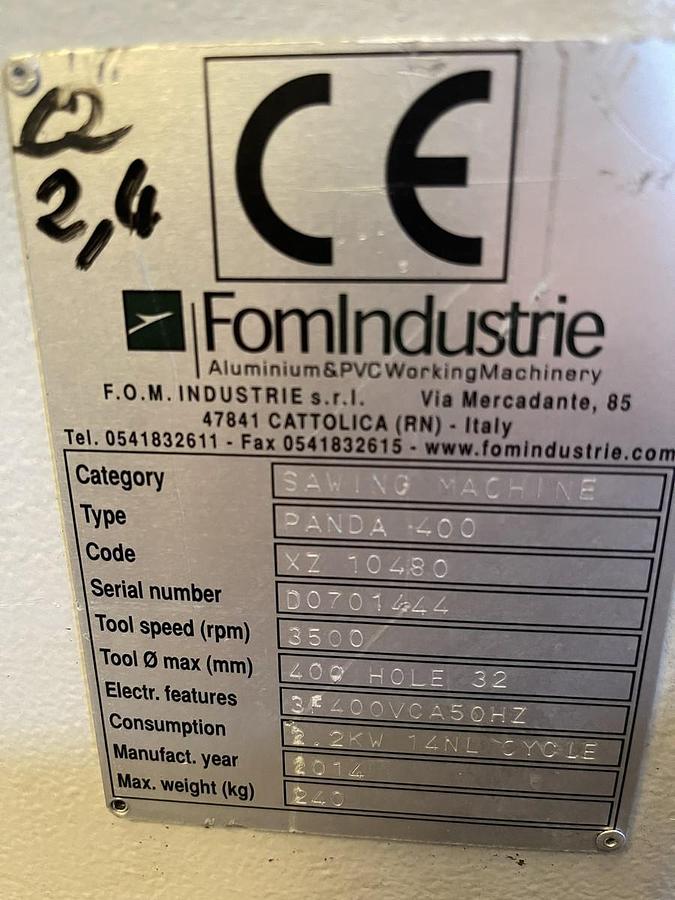 2,4
CE
FomIndustrie
Aluminium&PVCWorkingMachinery
F.O.M. INDUSTRIE s.r.l. Via Mercadante, 85
47841 CATTOLICA (RN) - Italy
Tel. 0541832611 - Fax 0541832615 - www.fomindustrie.com
Category SAWING MACHINE
Type PANDA 400
Code XZ 10480
Serial number D0701444
Tool speed (rpm) 3500
Tool Ø max (mm) 400 HOLE 32
Electr. features 3F400VCA50HZ
Consumption 2.2KW 14NL CYCLE
Manufact. year 2014
Max. weight (kg) 240